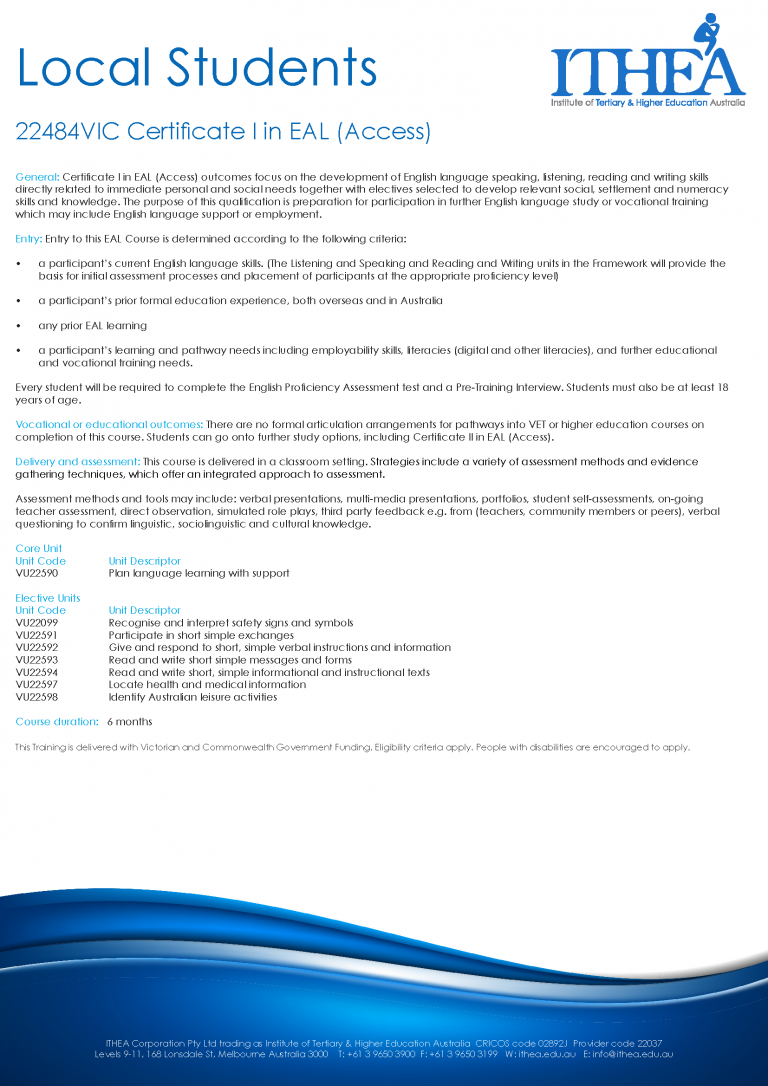 Local Students
ITHEA
Institute of Tertiary & Higher Education Australia
22484VIC Certificate I in EAL (Access)
General: Certificate I in EAL (Access) outcomes focus on the development of English language speaking, listening, reading and writing skills
directly related to immediate personal and social needs together with electives selected to develop relevant social, settlement and numeracy
skills and knowledge. The purpose of this qualification is preparation for participation in further English language study or vocational training
which may include English language support or employment.
Entry: Entry to this EAL Course is determined according to the following criteria:
• a participant's current English language skills. (The Listening and Speaking and Reading and Writing units in the Framework will provide the
basis for initial assessment processes and placement of participants at the appropriate proficiency level)
• a participant's prior formal education experience, both overseas and in Australia
• any prior EAL learning
• a participant's learning and pathway needs including employability skills, literacies (digital and other literacies), and further educational
and vocational training needs.
Every student will be required to complete the English Proficiency Assessment test and a Pre-Training Interview. Students must also be at least 18
years of age.
Vocational or educational outcomes: There are no formal articulation arrangements for pathways into VET or higher education courses on
completion of this course. Students can go onto further study options, including Certificate II in EAL (Access).
Delivery and assessment: This course is delivered in a classroom setting. Strategies include a variety of assessment methods and evidence
gathering techniques, which offer an integrated approach to assessment.
Assessment methods and tools may include: verbal presentations, multi-media presentations, portfolios, student self-assessments, on-going
teacher assessment, direct observation, simulated role plays, third party feedback e.g. from (teachers, community members or peers), verbal
questioning to confirm linguistic, sociolinguistic and cultural knowledge.
Core Unit
Unit Code Unit Descriptor
VU22590 Plan language learning with support
Elective Units
Unit Code Unit Descriptor
VU22099 Recognise and interpret safety signs and symbols
VU22591 Participate in short simple exchanges
VU22592 Give and respond to short, simple verbal instructions and information
VU22593 Read and write short simple messages and forms
VU22594 Read and write short, simple informational and instructional texts
VU22597 Locate health and medical information
VU22598 Identify Australian leisure activities
Course duration: 6 months
This Training is delivered with Victorian and Commonwealth Government Funding. Eligibility criteria apply. People with disabilities are encouraged to apply.
ITHEA Corporation Pty Ltd trading as Institute of Tertiary & Higher Education Australia CRICOS code 02892J Provider code 22037
Levels 9-11, 168 Lonsdale St, Melbourne Australia 3000 T: +61 3 9650 3900 F: +61 3 9650 3199 W: ithea.edu.au E: info@ithea.edu.au